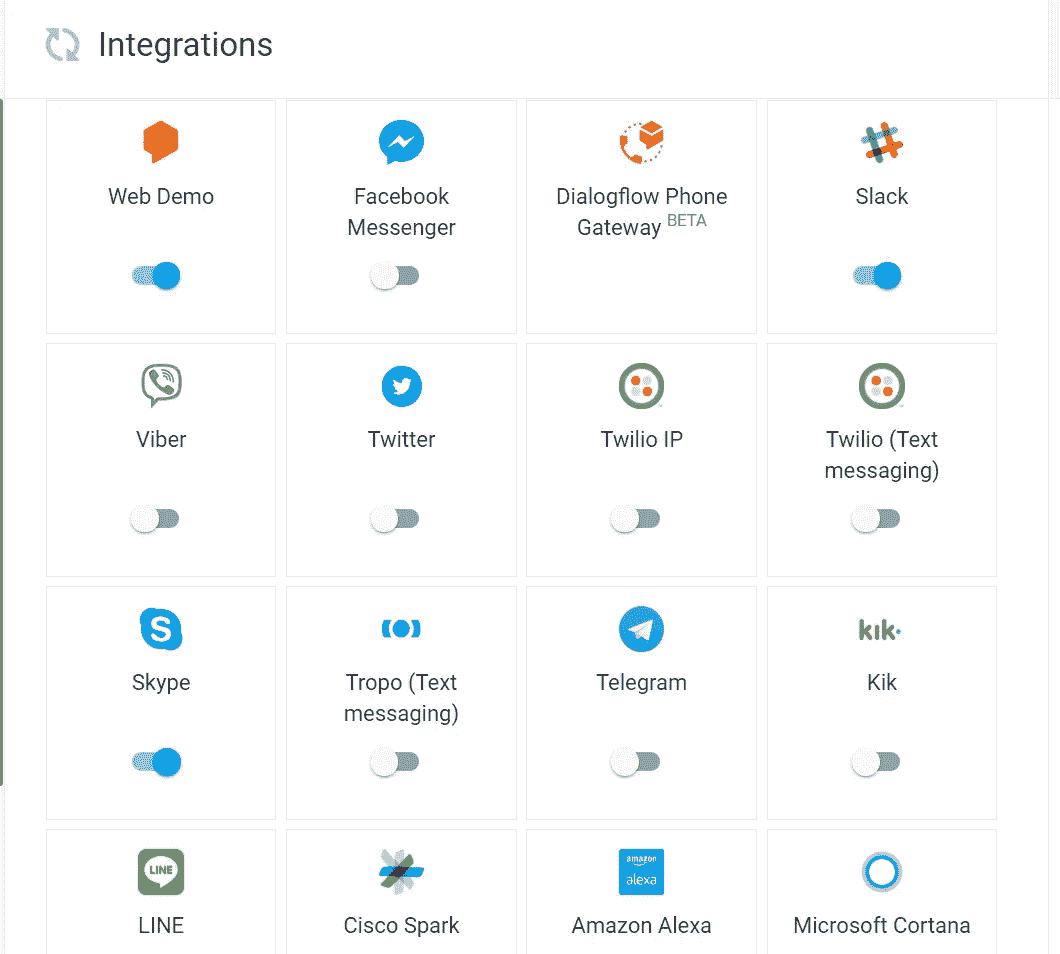 Integrations
Web Demo
Facebook
Messenger
Dialogflow Phone
Gateway BETA
Slack
Viber
Twitter
Twilio IP
Twilio (Text
messaging)
S
Skype
Tropo (Text
messaging)
Telegram
kik.
Kik
LINE
LINE
Cisco Spark
amazon
alexa
Amazon Alexa
Microsoft Cortana